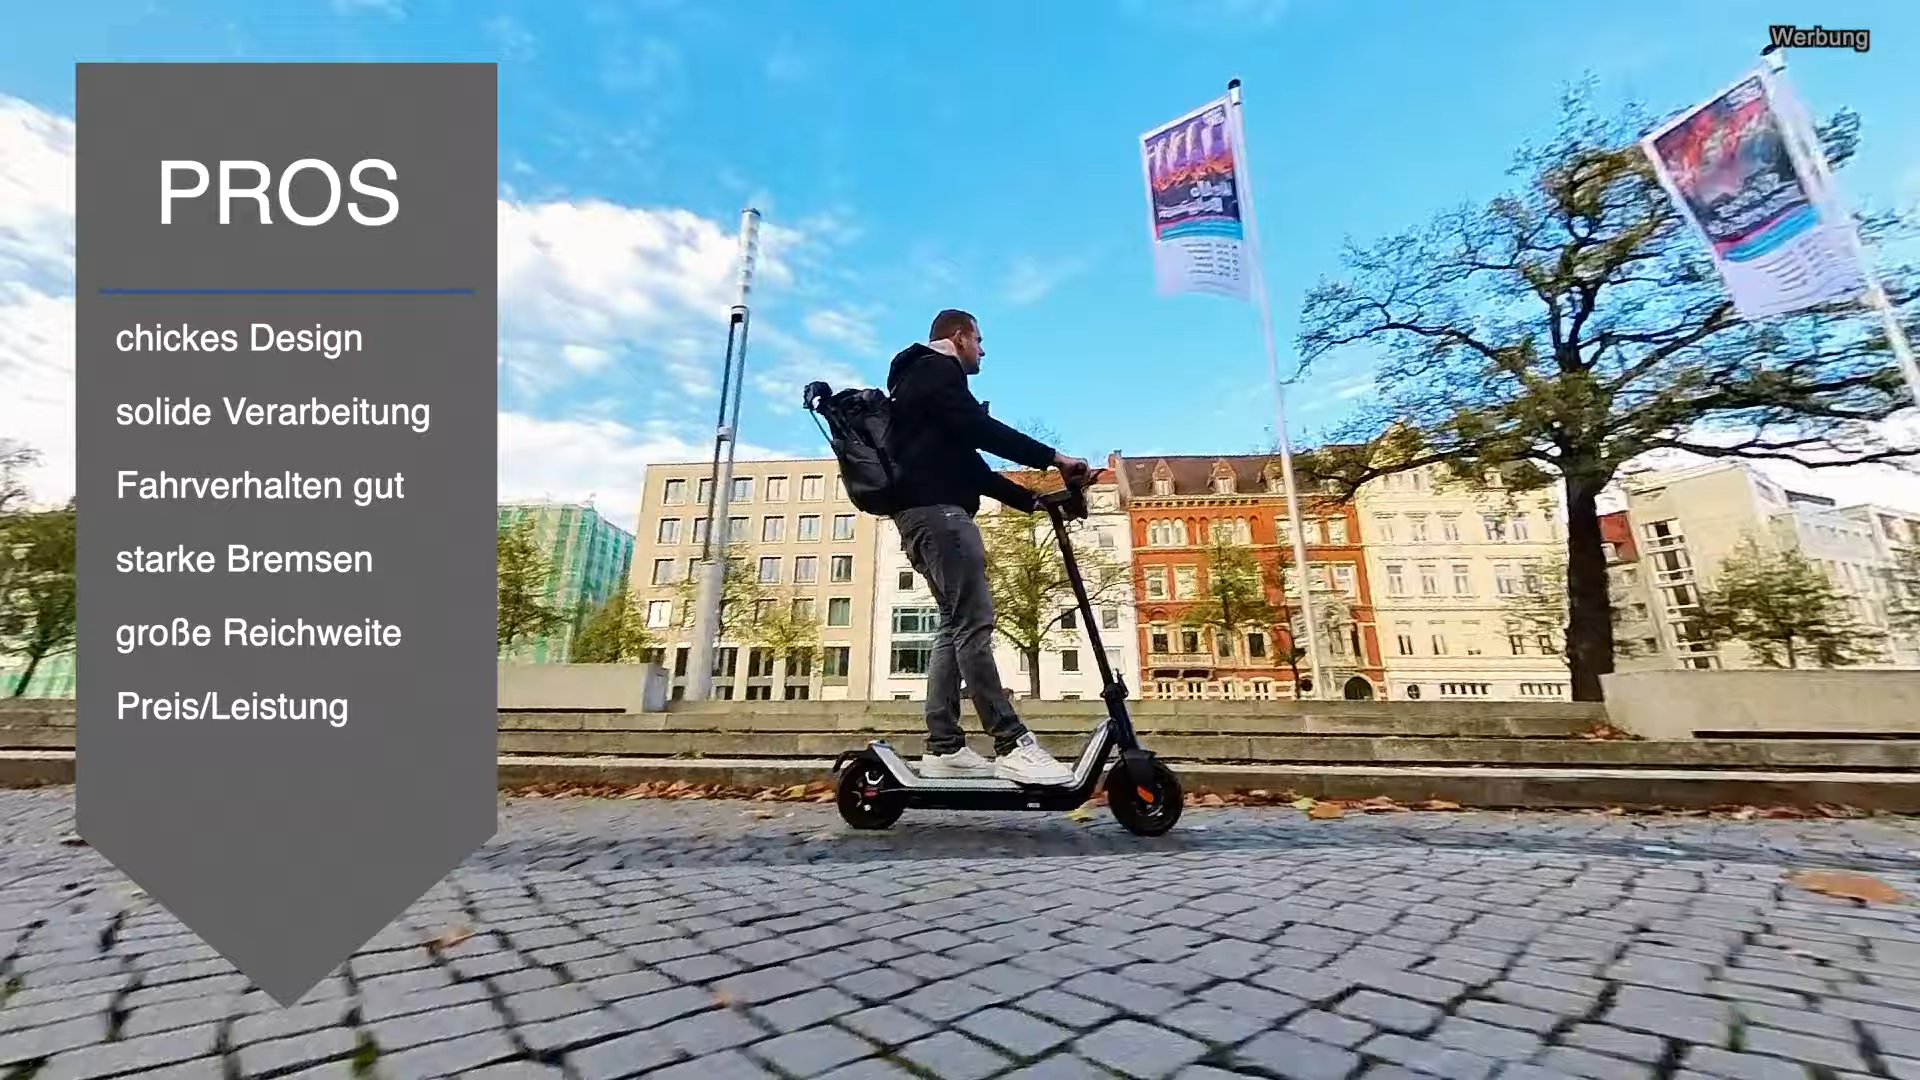 Werbung
PROS
chickes Design
solide Verarbeitung
Fahrverhalten gut
starke Bremsen
große Reichweite
Preis/Leistung